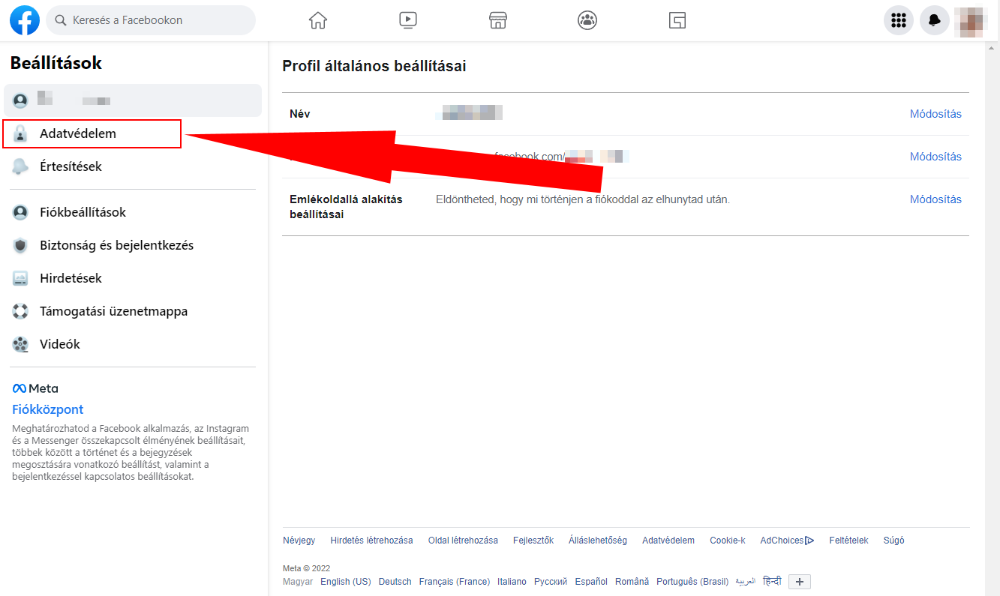 Keresés a Facebookon
Beállítások
Adatvédelem
Értesítések
Fiókbeállítások
Biztonság és bejelentkezés
Hirdetések
Támogatási üzenetmappa
Videók
Meta
Fiókközpont
Meghatározhatod a Facebook alkalmazás, az Instagram
és a Messenger összekapcsolt élményének beállításait,
többek között a történet és a bejegyzések
megosztására vonatkozó beállítást, valamint a
bejelentkezéssel kapcsolatos beállításokat.
Profil általános beállításai
Név Módosítás
facebook.com/ Módosítás
Emlékoldallá alakítás
beállításai
Eldöntheted, hogy mi történjen a fiókoddal az elhunytad után. Módosítás
Névjegy Hirdetés létrehozása Oldal létrehozása Fejlesztők Álláslehetőség Adatvédelem Cookie-k AdChoices Feltételek Súgó
Meta © 2022
Magyar English (US) Deutsch Français (France) Italiano Русский Español Română Português (Brasil) العربية हिन्दी +